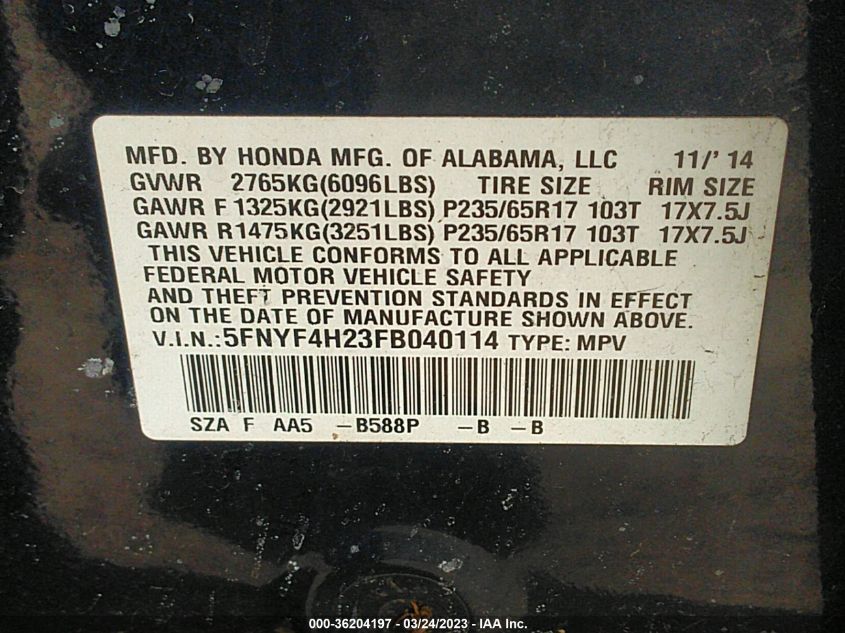 MFD. BY HONDA MFG. OF ALABAMA, LLC 11/' 14
GVWR 2765KG(6096LBS) TIRE SIZE RIM SIZE
GAWR F 1325KG(2921LBS) P235/65R17 103T 17X7.5J
GAWR R1475KG(3251LBS) P235/65R17 103T 17X7.5J
THIS VEHICLE CONFORMS TO ALL APPLICABLE
FEDERAL MOTOR VEHICLE SAFETY
AND THEFT PREVENTION STANDARDS IN EFFECT
ON THE DATE OF MANUFACTURE SHOWN ABOVE.
V.I.N.:5FNYF4H23FB040114 TYPE: MPV
SZA F AA5 -B588P -B -B
000-36204197 - 03/24/2023 - IAA Inc.